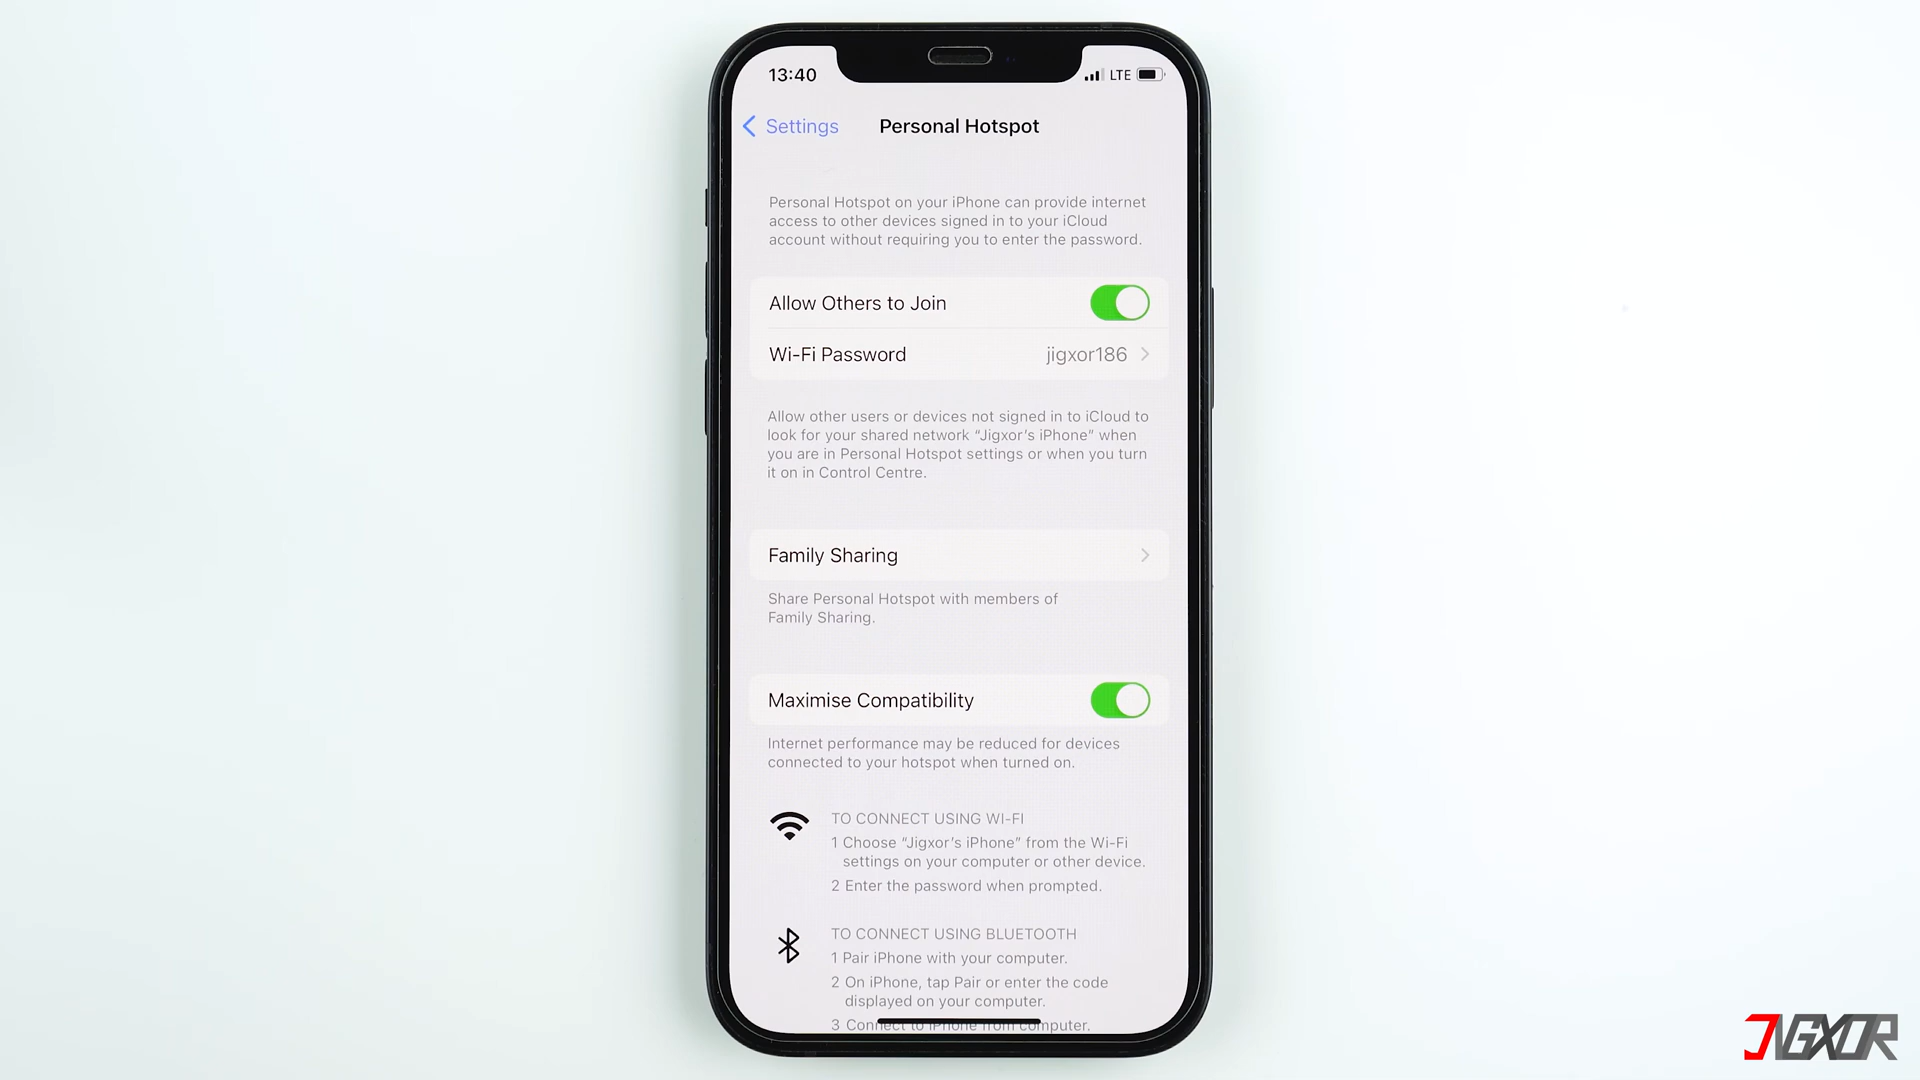 13:40
LTE
Settings
Personal Hotspot
Personal Hotspot on your iPhone can provide internet
access to other devices signed in to your iCloud
account without requiring you to enter the password.
Allow Others to Join
Wi-Fi Password
jigxor186
Allow other users or devices not signed in to iCloud to
look for your shared network “Jigxor’s iPhone” when
you are in Personal Hotspot settings or when you turn
it on in Control Centre.
Family Sharing
Share Personal Hotspot with members of
Family Sharing.
Maximise Compatibility
Internet performance may be reduced for devices
connected to your hotspot when turned on.
TO CONNECT USING WI-FI
1 Choose “Jigxor’s iPhone” from the Wi-Fi
settings on your computer or other device.
2 Enter the password when prompted.
TO CONNECT USING BLUETOOTH
1 Pair iPhone with your computer.
2 On iPhone, tap Pair or enter the code
displayed on your computer.
3 Connect to iPhone from computer.
JIGXOR